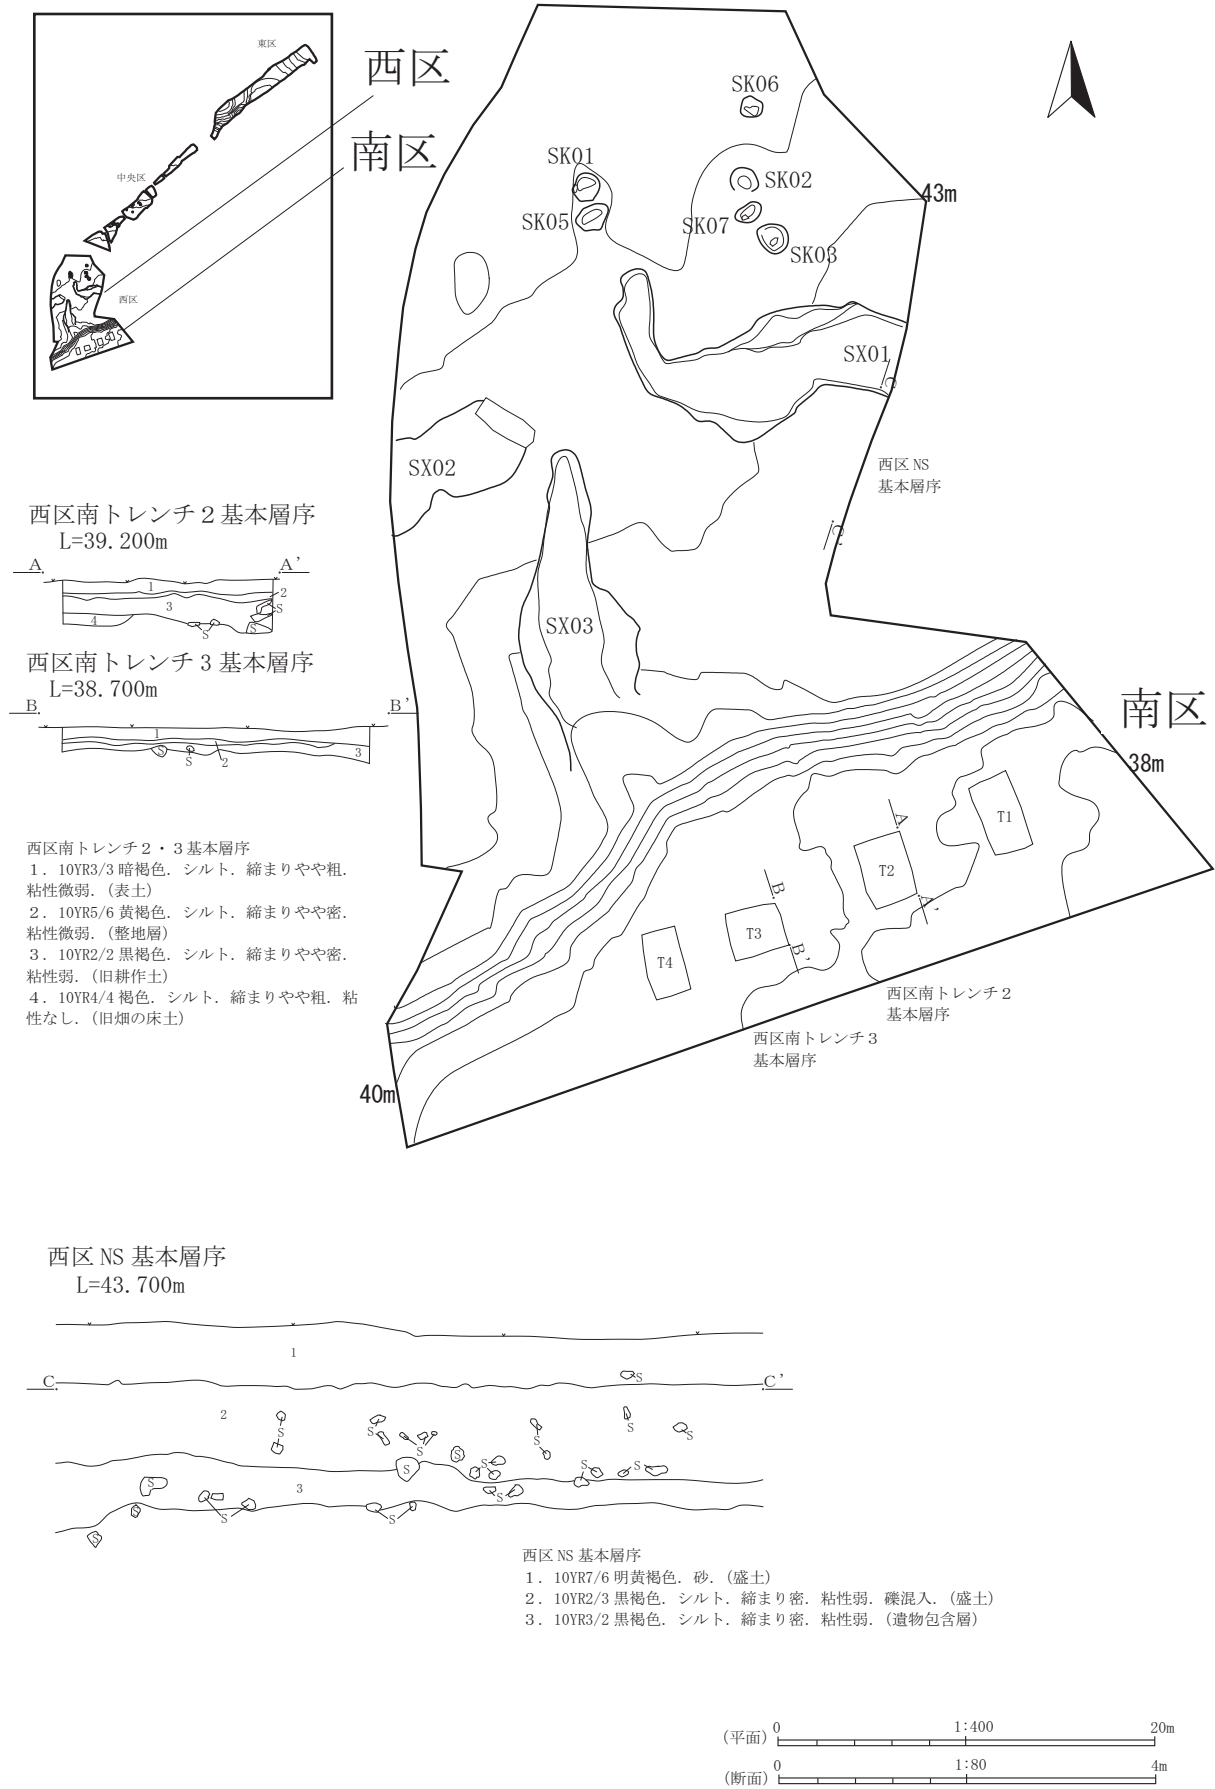 東区
中央区
西区
西区
南区
SK06
SK01
SK02
SK05
SK07
SK03
43m
SX01
C
SX02
西区 NS
基本層序
C'
SX03
南区
38m
T1
A
T2
A'
B
T3
B'
T4
西区南トレンチ2
基本層序
西区南トレンチ3
基本層序
40m
西区南トレンチ2基本層序
L=39.200m
A
A'
1
2
3
S
4
S
S
西区南トレンチ3基本層序
L=38.700m
B
B'
1
S
S
2
3
西区南トレンチ2・3基本層序
1. 10YR3/3 暗褐色. シルト. 締まりやや粗.
粘性微弱. (表土)
2. 10YR5/6 黄褐色. シルト. 締まりやや密.
粘性微弱. (整地層)
3. 10YR2/2 黒褐色. シルト. 締まりやや密.
粘性弱. (旧耕作土)
4. 10YR4/4 褐色. シルト. 締まりやや粗. 粘
性なし. (旧畑の床土)
西区 NS 基本層序
L=43.700m
1
S
C
C'
2
S
S
S
S
S
S
S
S
S
S
S
S
3
S
S
S
S
S
西区 NS 基本層序
1. 10YR7/6 明黄褐色. 砂. (盛土)
2. 10YR2/3 黒褐色. シルト. 締まり密. 粘性弱. 礫混入. (盛土)
3. 10YR3/2 黒褐色. シルト. 締まり密. 粘性弱. (遺物包含層)
(平面) 0 1:400 20m
(断面) 0 1:80 4m